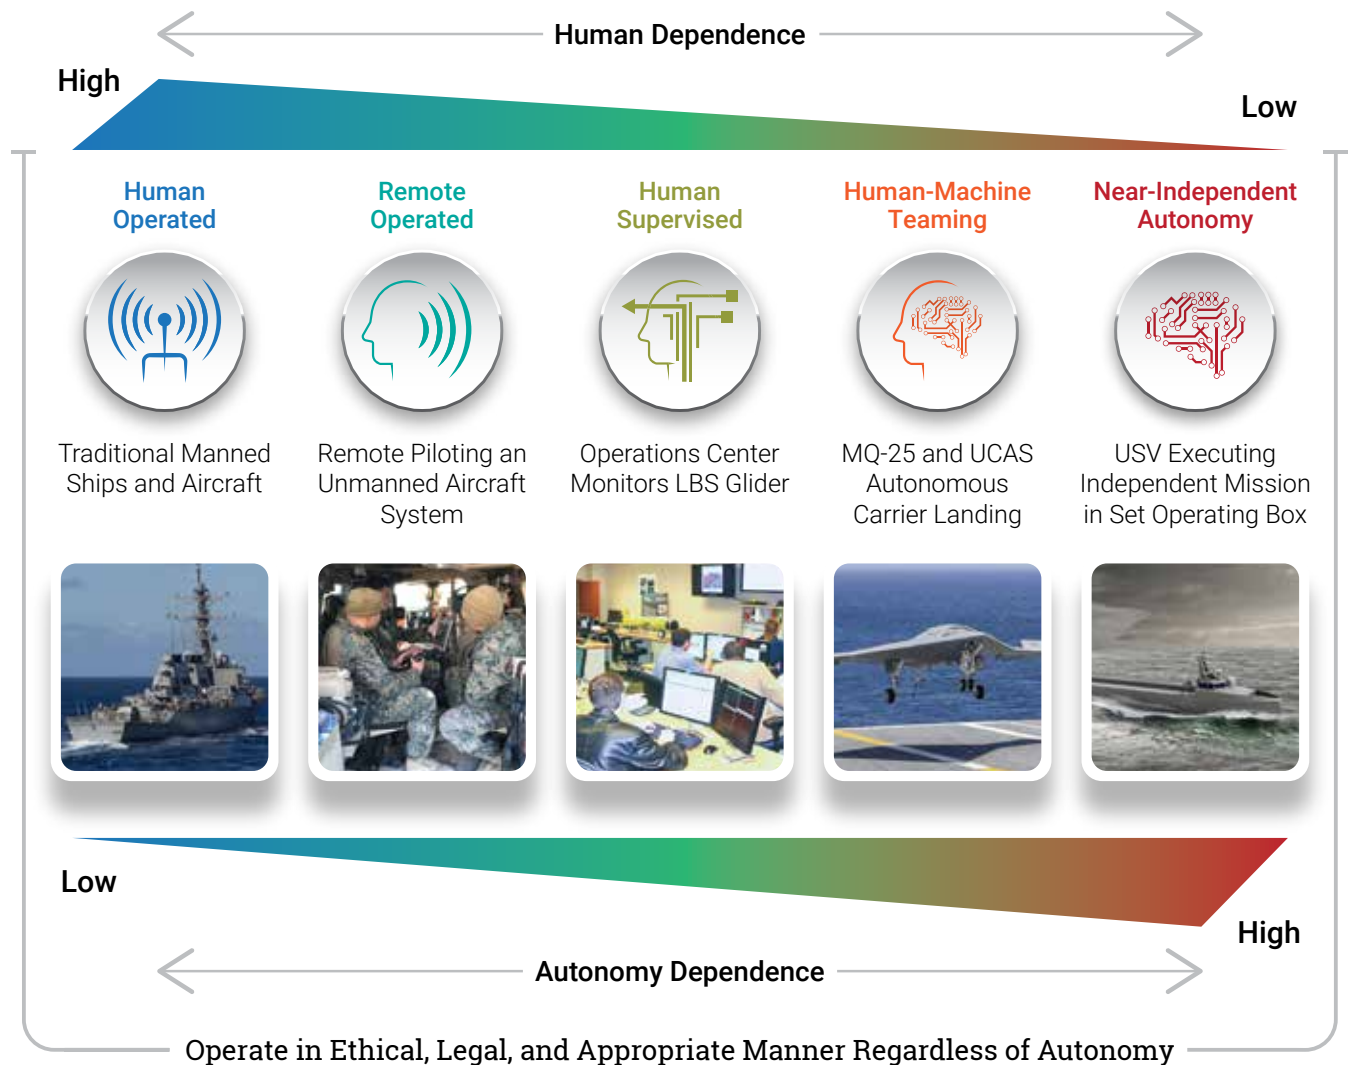 Human Dependence
High
Low
Human
Operated
Remote
Operated
Human
Supervised
Human-Machine
Teaming
Near-Independent
Autonomy
Traditional Manned
Ships and Aircraft
Remote Piloting an
Unmanned Aircraft
System
Operations Center
Monitors LBS Glider
MQ-25 and UCAS
Autonomous
Carrier Landing
USV Executing
Independent Mission
in Set Operating Box
Low
High
Autonomy Dependence
Operate in Ethical, Legal, and Appropriate Manner Regardless of Autonomy